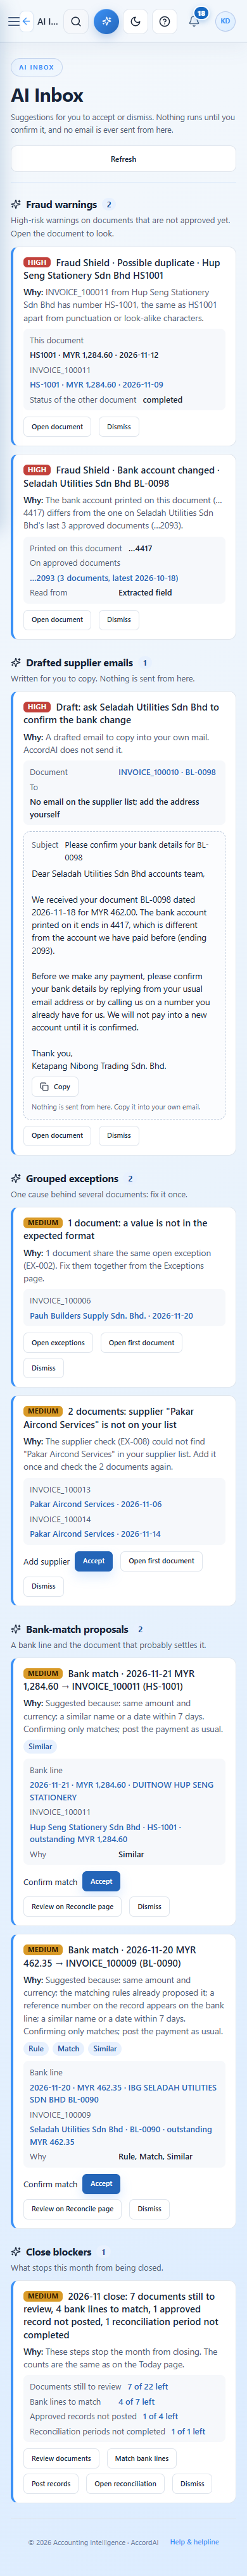 AI I...
18
KD
AI INBOX
AI Inbox
Suggestions for you to accept or dismiss. Nothing runs until you
confirm it, and no email is ever sent from here.
Refresh
Fraud warnings 2
High-risk warnings on documents that are not approved yet.
Open the document to look.
HIGH Fraud Shield · Possible duplicate · Hup
Seng Stationery Sdn Bhd HS1001
Why: INVOICE_100011 from Hup Seng Stationery
Sdn Bhd has number HS-1001, the same as HS1001
apart from punctuation or look-alike characters.
This document
HS1001 · MYR 1,284.60 · 2026-11-12
INVOICE_100011
HS-1001 · MYR 1,284.60 · 2026-11-09
Status of the other document completed
Open document
Dismiss
HIGH Fraud Shield · Bank account changed ·
Seladah Utilities Sdn Bhd BL-0098
Why: The bank account printed on this document (...
4417) differs from the one on Seladah Utilities Sdn
Bhd's last 3 approved documents (...2093).
Printed on this document ...4417
On approved documents
...2093 (3 documents, latest 2026-10-18)
Read from Extracted field
Open document
Dismiss
Drafted supplier emails 1
Written for you to copy. Nothing is sent from here.
HIGH Draft: ask Seladah Utilities Sdn Bhd to
confirm the bank change
Why: A drafted email to copy into your own mail.
AccordAI does not send it.
Document INVOICE_100010 · BL-0098
To
No email on the supplier list; add the address
yourself
Subject Please confirm your bank details for BL-
0098
Dear Seladah Utilities Sdn Bhd accounts team,
We received your document BL-0098 dated
2026-11-18 for MYR 462.00. The bank account
printed on it ends in 4417, which is different
from the account we have paid before (ending
2093).
Before we make any payment, please confirm
your bank details by replying from your usual
email address or by calling us on a number you
already have for us. We will not pay into a new
account until it is confirmed.
Thank you,
Ketapang Nibong Trading Sdn. Bhd.
Copy
Nothing is sent from here. Copy it into your own email.
Open document
Dismiss
Grouped exceptions 2
One cause behind several documents: fix it once.
MEDIUM 1 document: a value is not in the
expected format
Why: 1 document share the same open exception
(EX-002). Fix them together from the Exceptions
page.
INVOICE_100006
Pauh Builders Supply Sdn. Bhd. · 2026-11-20
Open exceptions
Open first document
Dismiss
MEDIUM 2 documents: supplier "Pakar
Aircond Services" is not on your list
Why: The supplier check (EX-008) could not find
"Pakar Aircond Services" in your supplier list. Add it
once and check the 2 documents again.
INVOICE_100013
Pakar Aircond Services · 2026-11-06
INVOICE_100014
Pakar Aircond Services · 2026-11-14
Add supplier
Accept
Open first document
Dismiss
Bank-match proposals 2
A bank line and the document that probably settles it.
MEDIUM Bank match · 2026-11-21 MYR
1,284.60 → INVOICE_100011 (HS-1001)
Why: Suggested because: same amount and
currency; a similar name or a date within 7 days.
Confirming only matches; post the payment as usual.
Similar
Bank line
2026-11-21 · MYR 1,284.60 · DUITNOW HUP SENG
STATIONERY
INVOICE_100011
Hup Seng Stationery Sdn Bhd · HS-1001 ·
outstanding MYR 1,284.60
Why Similar
Confirm match
Accept
Review on Reconcile page
Dismiss
MEDIUM Bank match · 2026-11-20 MYR
462.35 → INVOICE_100009 (BL-0090)
Why: Suggested because: same amount and
currency; the matching rules already proposed it; a
reference number on the record appears on the bank
line; a similar name or a date within 7 days.
Confirming only matches; post the payment as usual.
Rule Match Similar
Bank line
2026-11-20 · MYR 462.35 · IBG SELADAH UTILITIES
SDN BHD BL-0090
INVOICE_100009
Seladah Utilities Sdn Bhd · BL-0090 · outstanding
MYR 462.35
Why Rule, Match, Similar
Confirm match
Accept
Review on Reconcile page
Dismiss
Close blockers 1
What stops this month from being closed.
MEDIUM 2026-11 close: 7 documents still to
review, 4 bank lines to match, 1 approved
record not posted, 1 reconciliation period not
completed
Why: These steps stop the month from closing. The
counts are the same as on the Today page.
Documents still to review 7 of 22 left
Bank lines to match 4 of 7 left
Approved records not posted 1 of 4 left
Reconciliation periods not completed 1 of 1 left
Review documents
Match bank lines
Post records
Open reconciliation
Dismiss
© 2026 Accounting Intelligence · AccordAI
Help & helpline